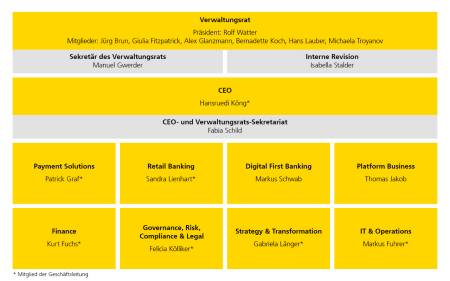 Verwaltungsrat
Präsident: Rolf Watter
Mitglieder: Jürg Brun, Giulia Fitzpatrick, Alex Glanzmann, Bernadette Koch, Hans Lauber, Michaela Troyanov
Sekretär des Verwaltungsrats
Manuel Gwerder
Interne Revision
Isabella Stalder
CEO
Hansruedi Köng*
CEO- und Verwaltungsrats-Sekretariat
Fabia Schild
Payment Solutions
Patrick Graf*
Retail Banking
Sandra Lienhart*
Digital First Banking
Markus Schwab
Platform Business
Thomas Jakob
Finance
Kurt Fuchs*
Governance, Risk,
Compliance & Legal
Felicia Kölliker*
Strategy & Transformation
Gabriela Länger*
IT & Operations
Markus Fuhrer*
* Mitglied der Geschäftsleitung